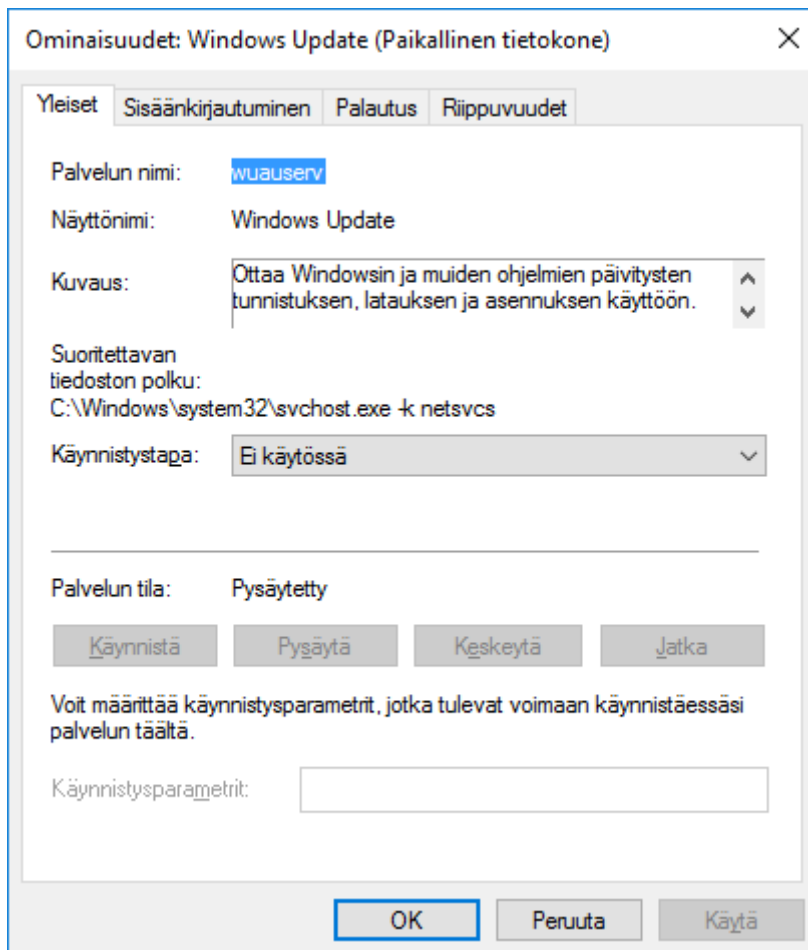 Ominaisuudet: Windows Update (Paikallinen tietokone)
Yleiset Sisäänkirjautuminen Palautus Riippuvuudet
Palvelun nimi: wuauserv
Näyttönimi: Windows Update
Kuvaus: Ottaa Windowsin ja muiden ohjelmien päivitysten
tunnistuksen, latauksen ja asennuksen käyttöön.
Suoritettavan
tiedoston polku:
C:\Windows\system32\svchost.exe -k netsvcs
Käynnistystapa: Ei käytössä
Palvelun tila: Pysäytetty
Käynnistä Pysäytä Keskeytä Jatka
Voit määrittää käynnistysparametrit, jotka tulevat voimaan käynnistäessäsi
palvelun täältä.
Käynnistysparametrit:
OK Peruuta Käytä